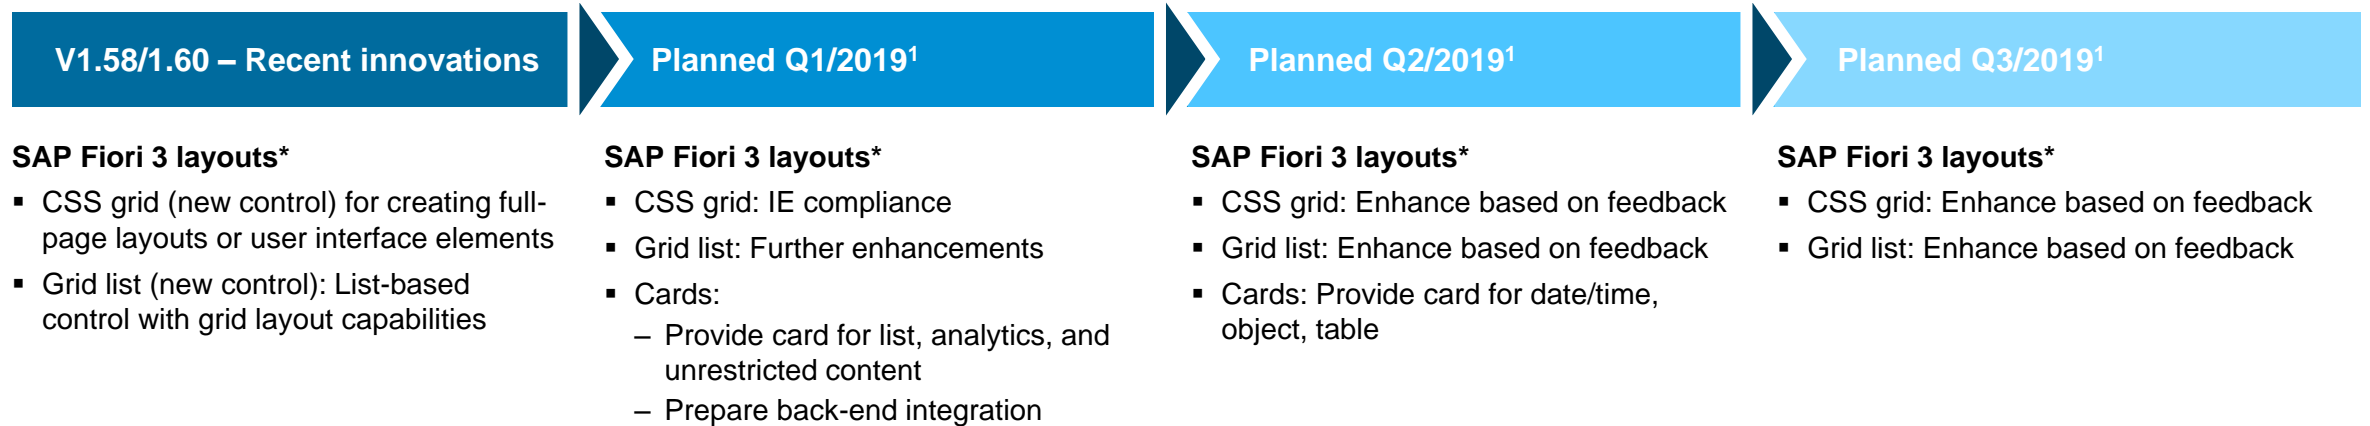 V1.58/1.60 – Recent innovations
Planned Q1/2019¹
Planned Q2/2019¹
Planned Q3/2019¹
SAP Fiori 3 layouts*
▪ CSS grid (new control) for creating full-
page layouts or user interface elements
▪ Grid list (new control): List-based
control with grid layout capabilities
SAP Fiori 3 layouts*
▪ CSS grid: IE compliance
▪ Grid list: Further enhancements
▪ Cards:
– Provide card for list, analytics, and
unrestricted content
– Prepare back-end integration
SAP Fiori 3 layouts*
▪ CSS grid: Enhance based on feedback
▪ Grid list: Enhance based on feedback
▪ Cards: Provide card for date/time,
object, table
SAP Fiori 3 layouts*
▪ CSS grid: Enhance based on feedback
▪ Grid list: Enhance based on feedback